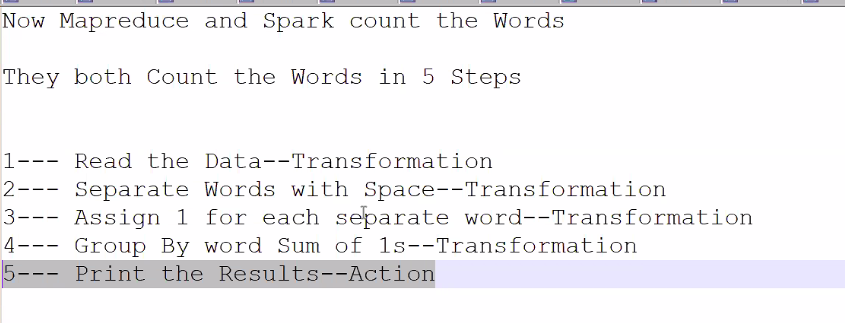 Now Mapreduce and Spark count the Words
They both Count the Words in 5 Steps
1--- Read the Data--Transformation
2--- Separate Words with Space--Transformation
3--- Assign 1 for each separate word--Transformation
4--- Group By word Sum of 1s--Transformation
5--- Print the Results--Action